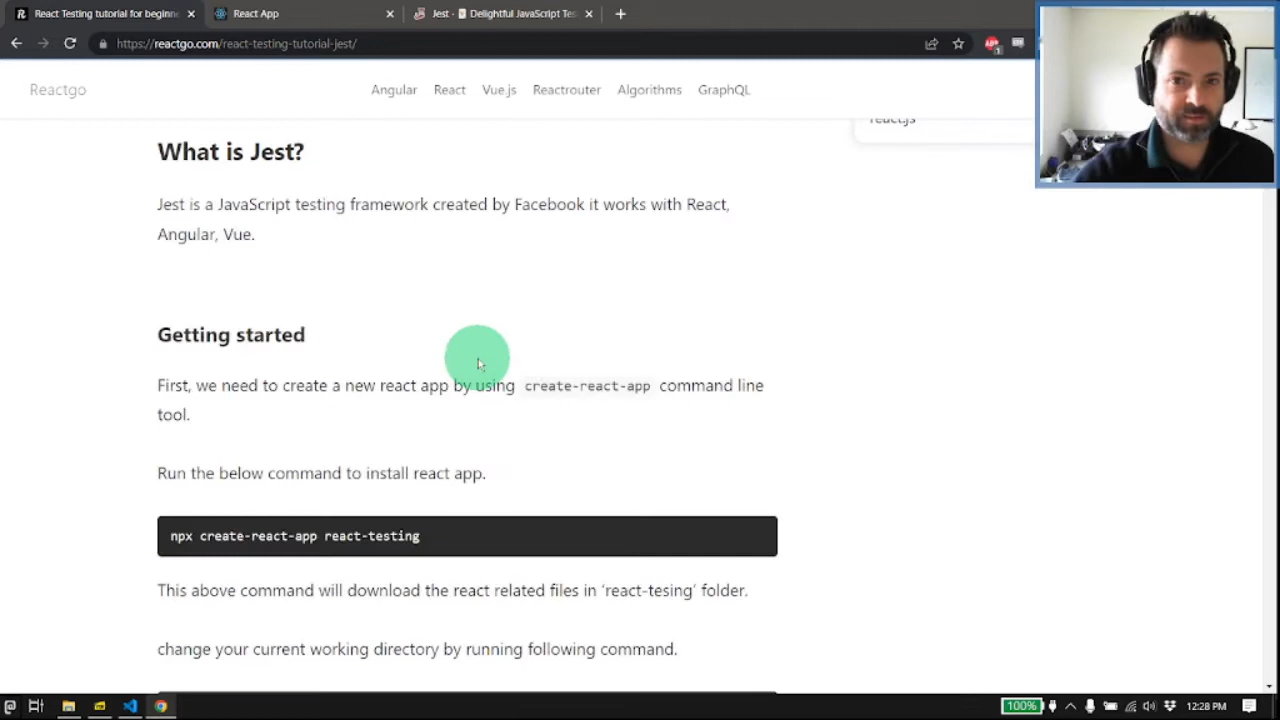 React Testing tutorial for beginne
React App
Jest - Delightful JavaScript Tes
https://reactgo.com/react-testing-tutorial-jest/
ABP
1
Reactgo
Angular
React
Vue.js
Reactrouter
Algorithms
GraphQL
react.js
What is Jest?
Jest is a JavaScript testing framework created by Facebook it works with React,
Angular, Vue.
Getting started
First, we need to create a new react app by using create-react-app command line
tool.
Run the below command to install react app.
npx create-react-app react-testing
This above command will download the react related files in ‘react-tesing’ folder.
change your current working directory by running following command.
100%
12:28 PM